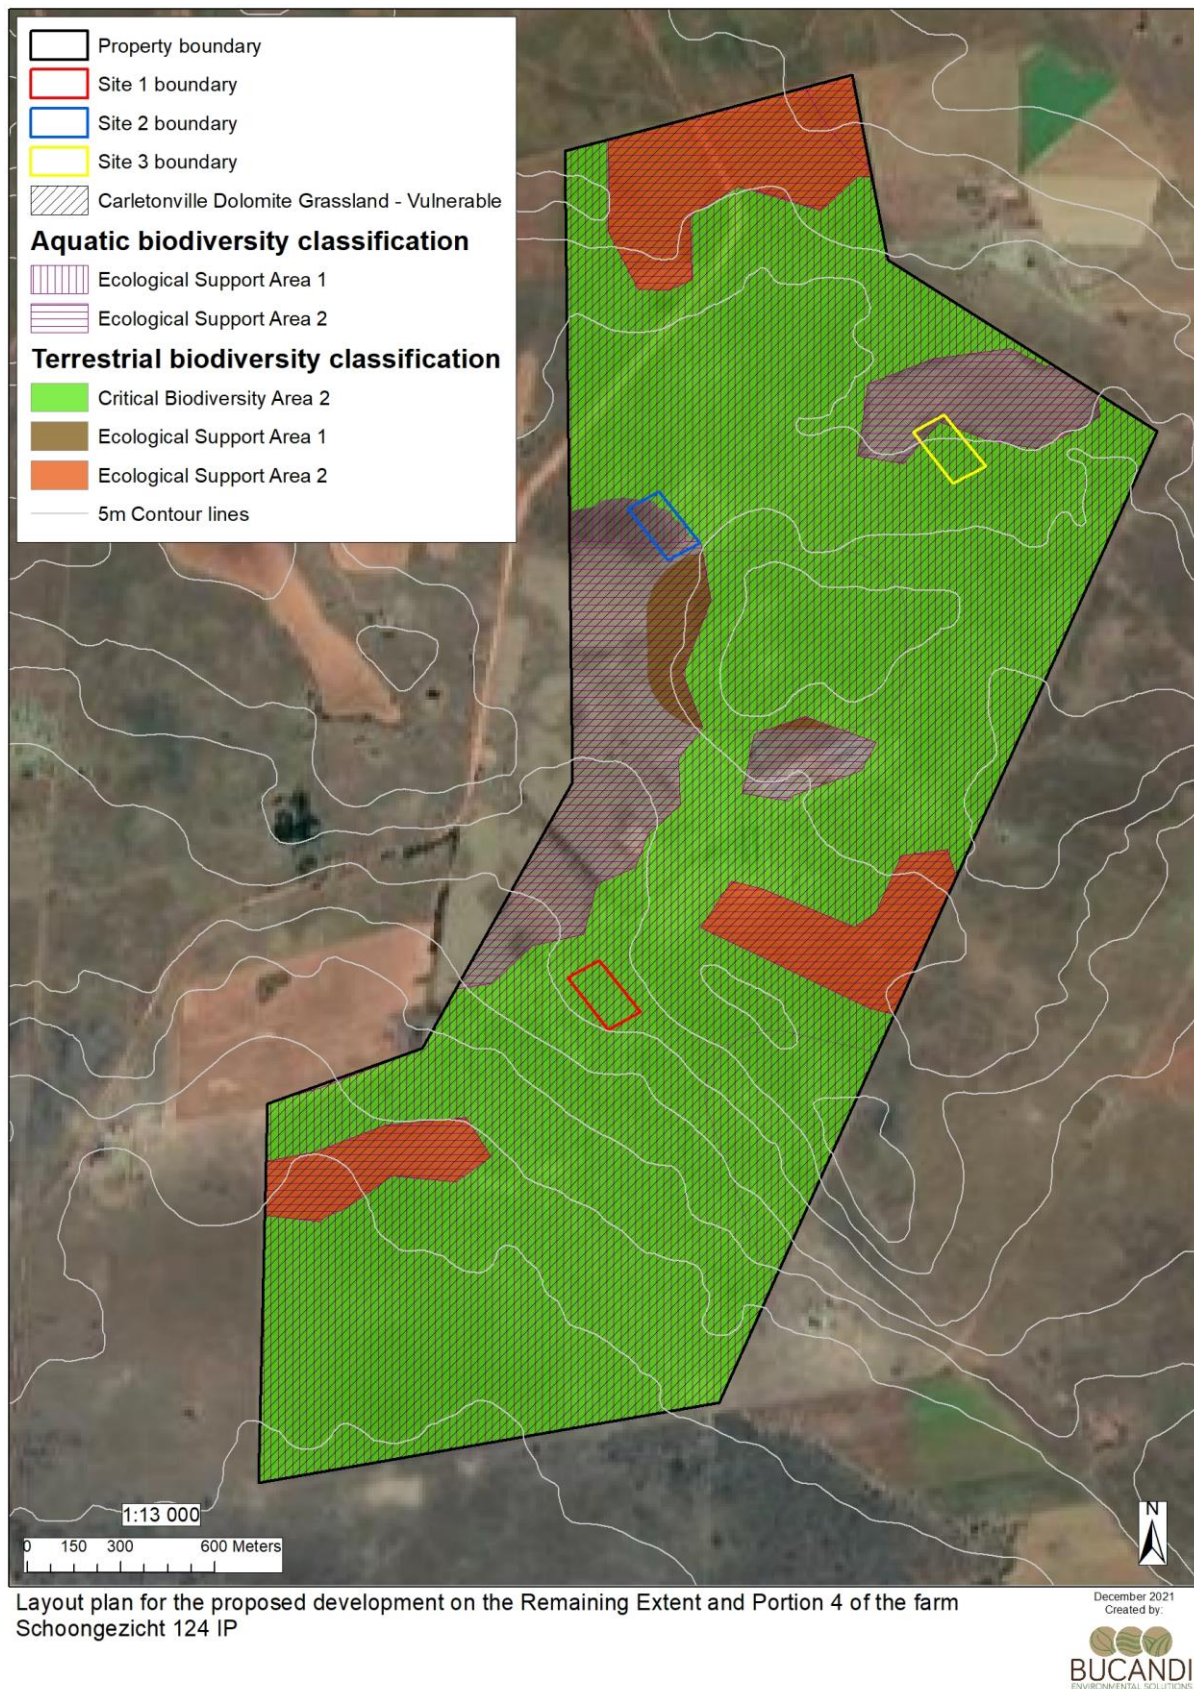 Property boundary
Site 1 boundary
Site 2 boundary
Site 3 boundary
Carletonville Dolomite Grassland - Vulnerable
Aquatic biodiversity classification
Ecological Support Area 1
Ecological Support Area 2
Terrestrial biodiversity classification
Critical Biodiversity Area 2
Ecological Support Area 1
Ecological Support Area 2
5m Contour lines
1:13 000
0 150 300 600 Meters
N
Layout plan for the proposed development on the Remaining Extent and Portion 4 of the farm
Schoongezicht 124 IP
December 2021
Created by:
BUCANDI
ENVIRONMENTAL SOLUTIONS